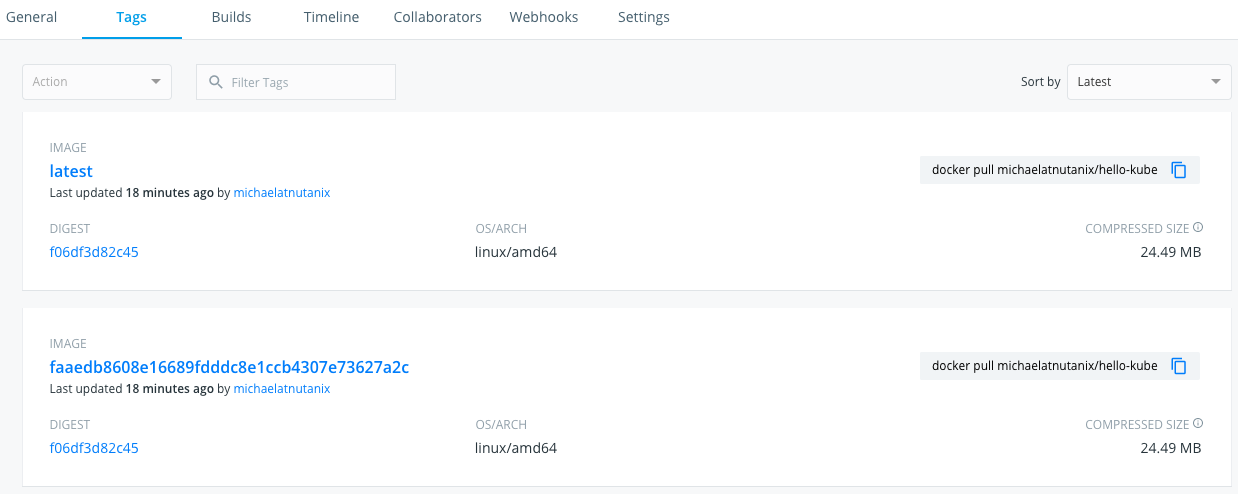 General Tags Builds Timeline Collaborators Webhooks Settings
Action Filter Tags Sort by Latest
IMAGE
latest
docker pull michaelatnutanix/hello-kube
Last updated 18 minutes ago by michaelatnutanix
DIGEST OS/ARCH COMPRESSED SIZE
f06df3d82c45 linux/amd64 24.49 MB
IMAGE
faaedb8608e16689fdddc8e1ccb4307e73627a2c
docker pull michaelatnutanix/hello-kube
Last updated 18 minutes ago by michaelatnutanix
DIGEST OS/ARCH COMPRESSED SIZE
f06df3d82c45 linux/amd64 24.49 MB